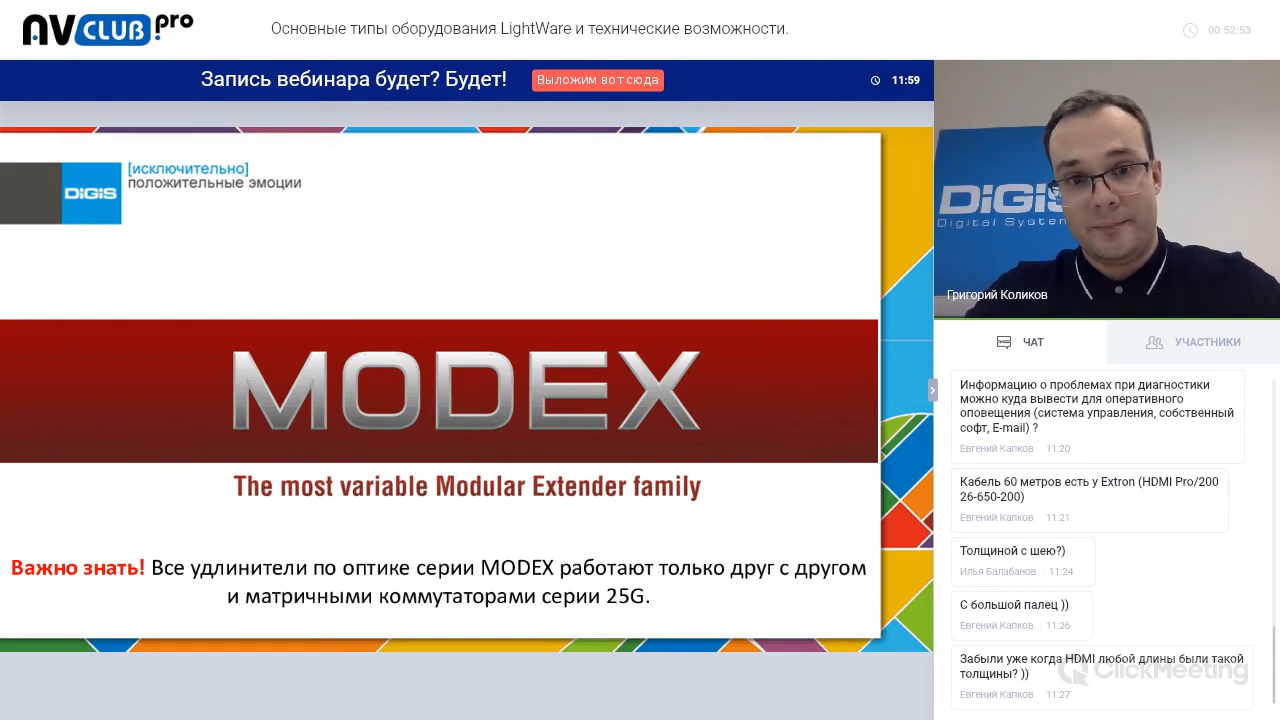 AVCLUB.pro
Основные типы оборудования LightWare и технические возможности.
00:52:53
Запись вебинара будет? Будет!
Выложим вот сюда
11:59
DIGIS
[исключительно]
положительные эмоции
MODEX
The most variable Modular Extender family
Важно знать! Все удлинители по оптике серии MODEX работают только друг с другом
и матричными коммутаторами серии 25G.
DIGIS
Digital System
Григорий Коликов
ЧАТ
УЧАСТНИКИ
Информацию о проблемах при диагностики
можно куда вывести для оперативного
оповещения (система управления, собственный
софт, E-mail) ?
Евгений Капков 11:20
Кабель 60 метров есть у Extron (HDMI Pro/200
26-650-200)
Евгений Капков 11:21
Толщиной с шею?)
Илья Балабанов 11:24
С большой палец ))
Евгений Капков 11:26
Забыли уже когда HDMI любой длины были такой
толщины? ))
Евгений Капков 11:27
ClickMeeting